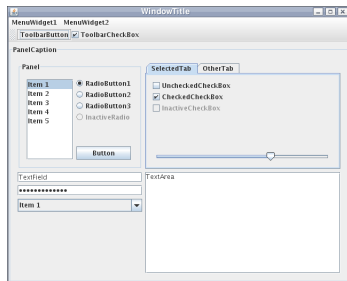 WindowTitle
MenuWidget1 MenuWidget2
ToolbarButton ToolbarCheckBox
PanelCaption
Panel
SelectedTab OtherTab
Item 1
Item 2
Item 3
Item 4
Item 5
RadioButton1
RadioButton2
RadioButton3
InactiveRadio
Button
UncheckedCheckBox
CheckedCheckBox
InactiveCheckBox
TextField
•••••••••••••
Item 1
TextArea